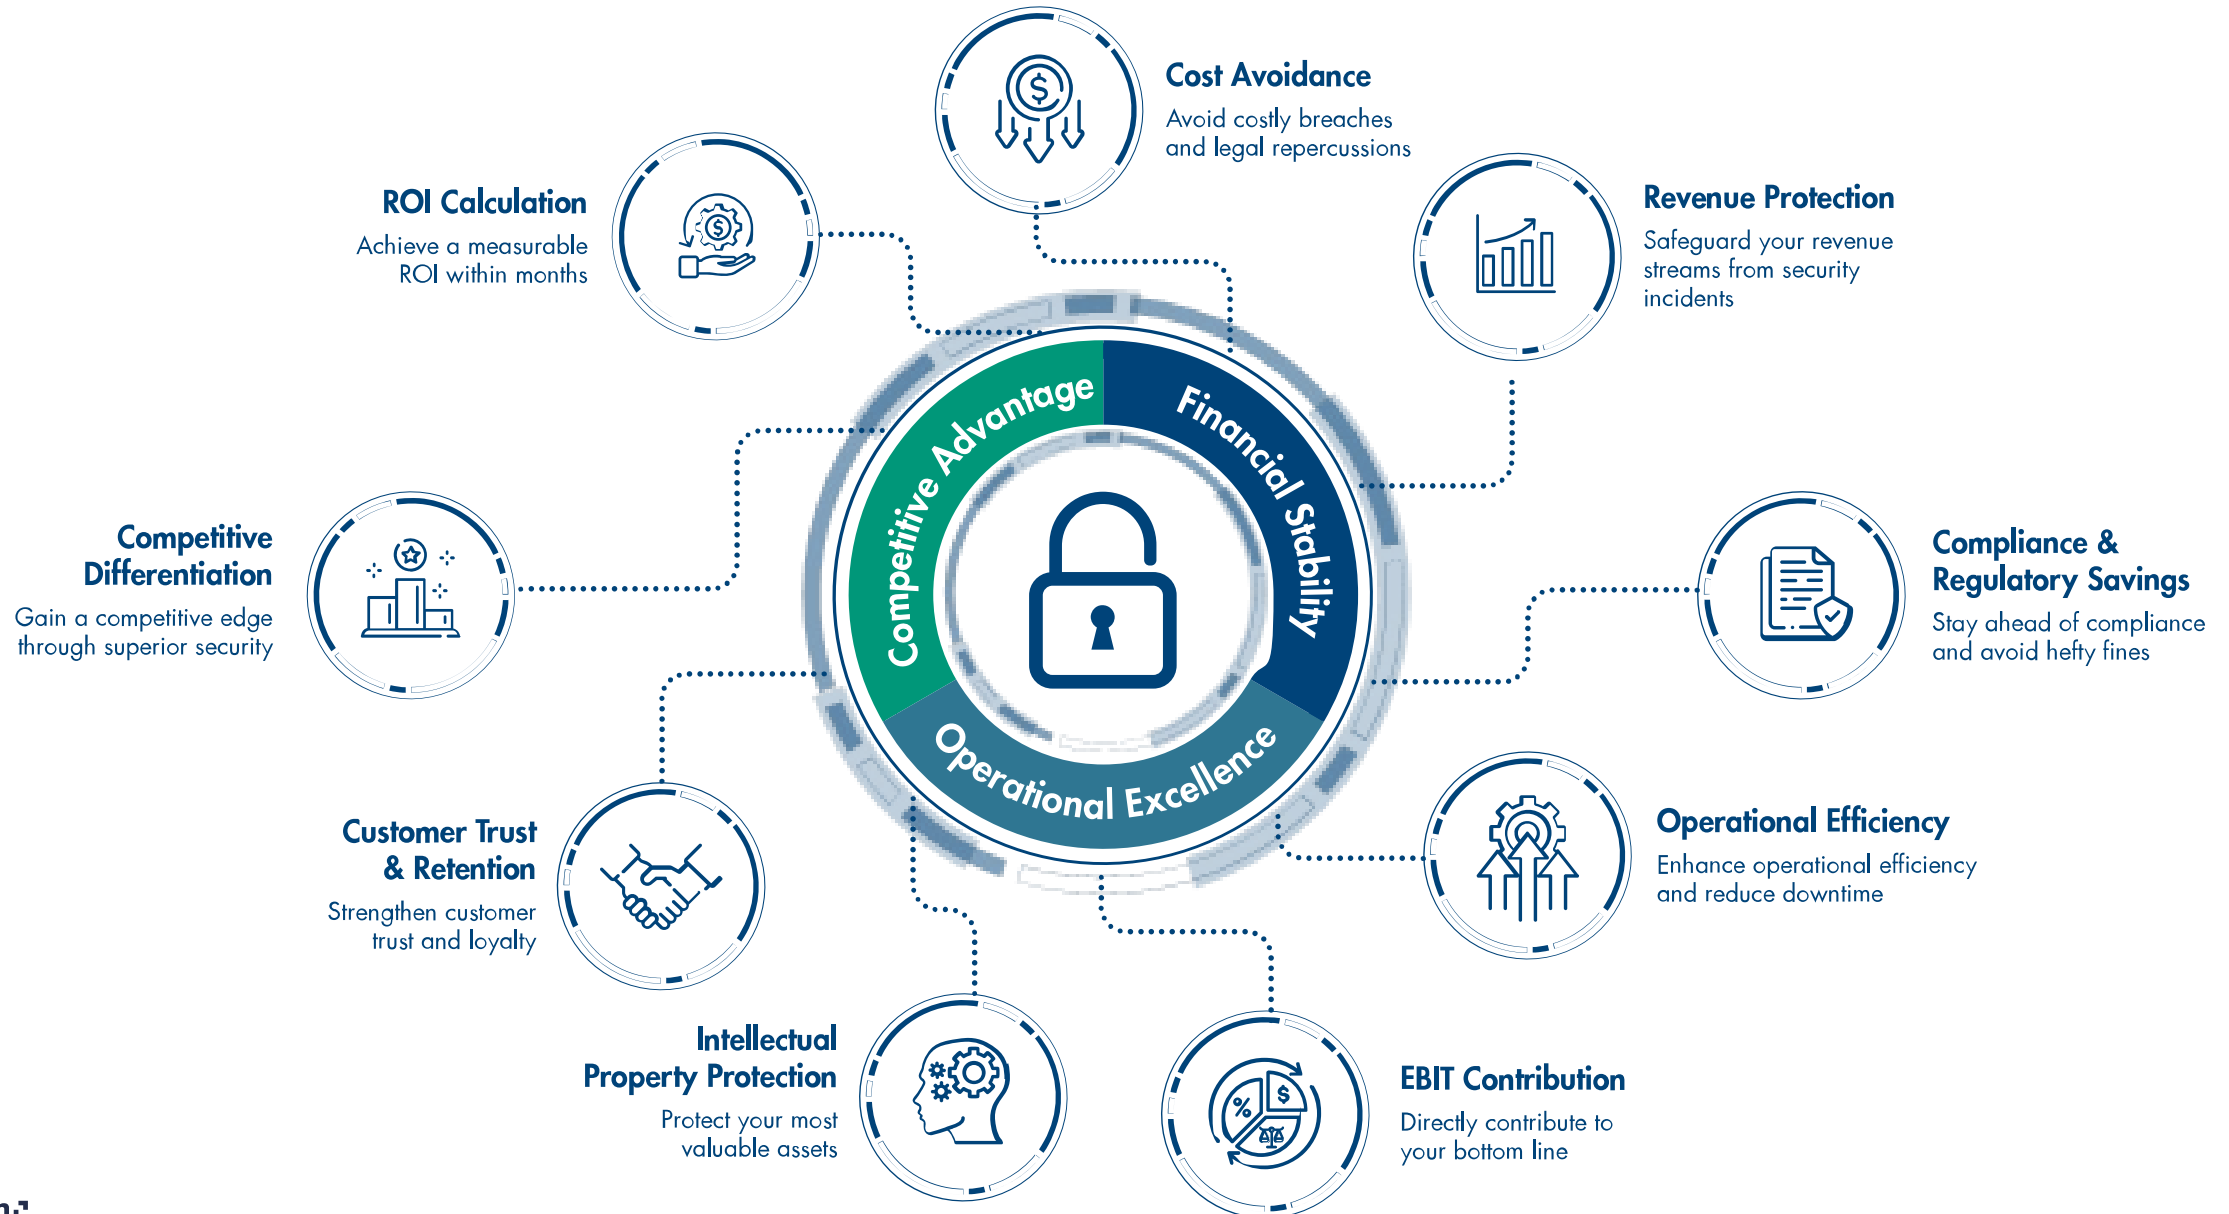 Cost Avoidance
Avoid costly breaches
and legal repercussions
ROI Calculation
Achieve a measurable
ROI within months
Revenue Protection
Safeguard your revenue
streams from security
incidents
Competitive Advantage
Financial Stability
Operational Excellence
Competitive
Differentiation
Gain a competitive edge
through superior security
Compliance &
Regulatory Savings
Stay ahead of compliance
and avoid hefty fines
Customer Trust
& Retention
Strengthen customer
trust and loyalty
Operational Efficiency
Enhance operational efficiency
and reduce downtime
Intellectual
Property Protection
Protect your most
valuable assets
EBIT Contribution
Directly contribute to
your bottom line